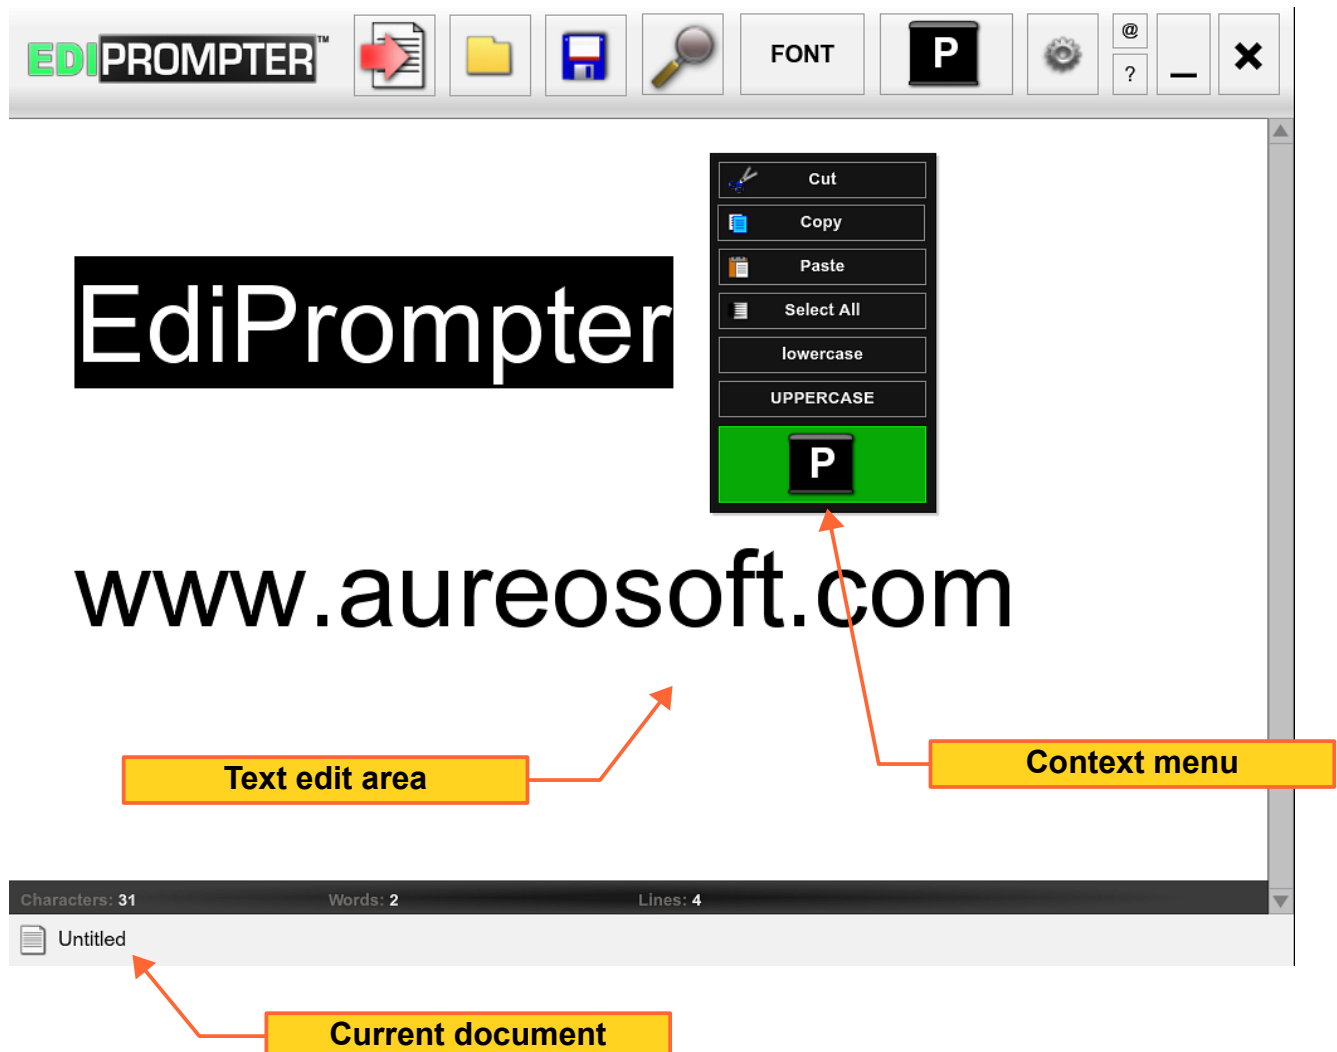 EDIPROMPTER™
FONT
P
@
?
Cut
Copy
Paste
Select All
lowercase
UPPERCASE
P
EdiPrompter
www.aureosoft.com
Text edit area
Context menu
Characters: 31 Words: 2 Lines: 4
Untitled
Current document